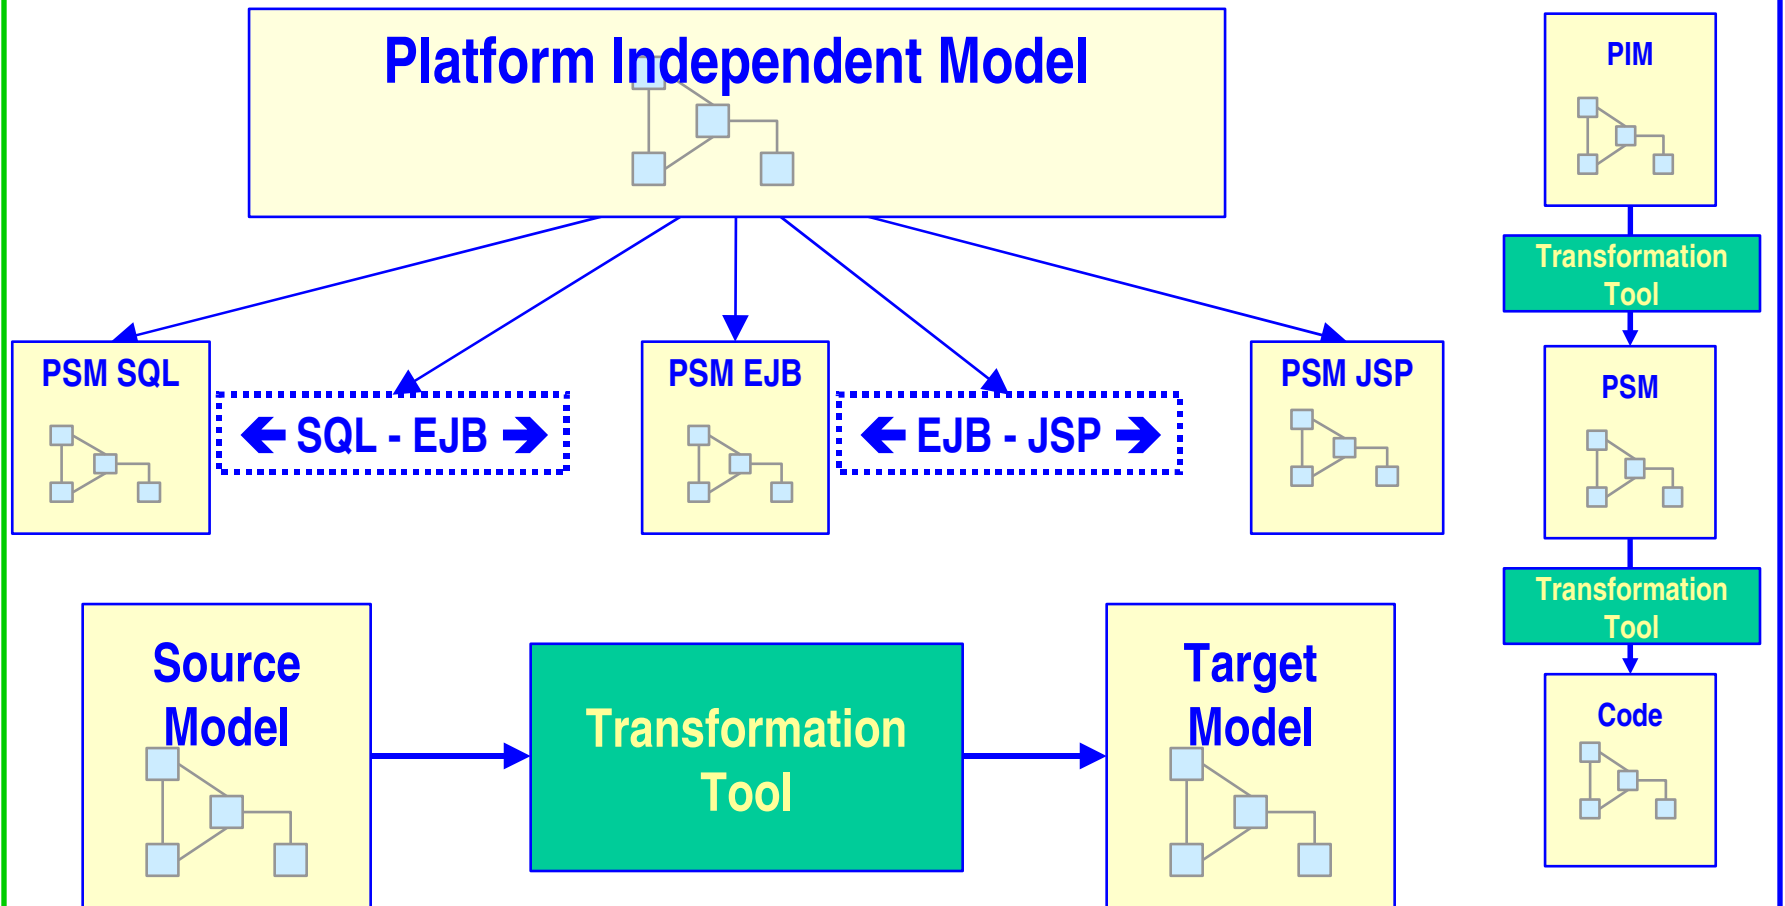 Platform Independent Model
PSM SQL
🡸 SQL - EJB 🡺
PSM EJB
🡸 EJB - JSP 🡺
PSM JSP
Source
Model
Transformation
Tool
Target
Model
PIM
Transformation
Tool
PSM
Transformation
Tool
Code